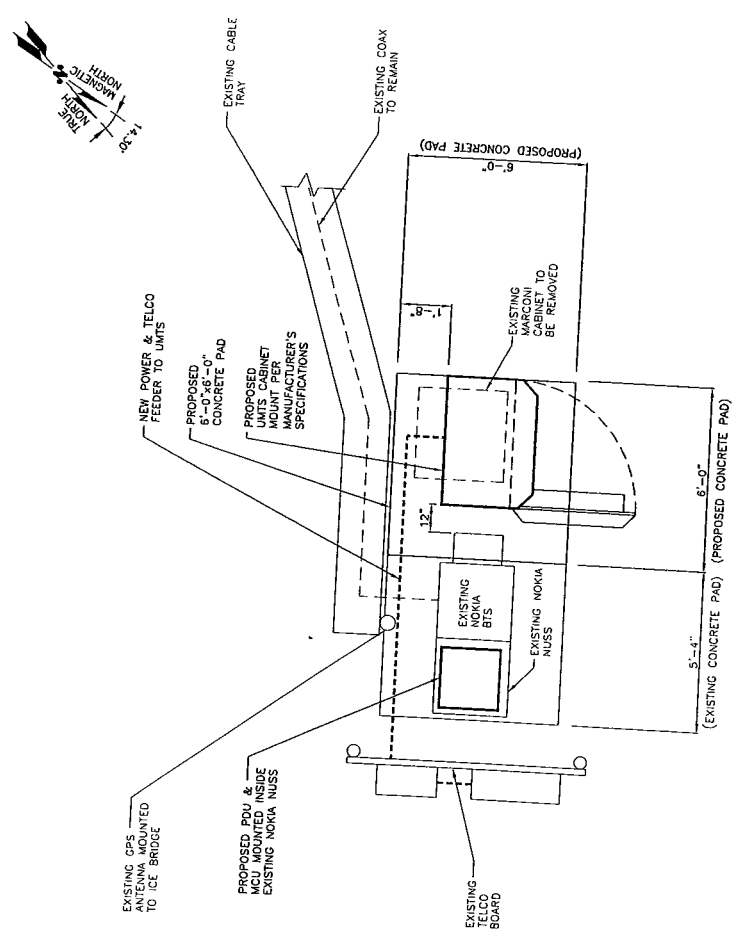 TRUE
NORTH
MAGNETIC
NORTH
N
14.30°
EXISTING CABLE
TRAY
EXISTING COAX
TO REMAIN
NEW POWER & TELCO
FEEDER TO UMTS
PROPOSED
6'-0"x6'-0"
CONCRETE PAD
PROPOSED
UMTS CABINET
MOUNT PER
MANUFACTURER'S
SPECIFICATIONS
1'-8"
6'-0"
(PROPOSED CONCRETE PAD)
EXISTING
MARCONI
CABINET TO
BE REMOVED
12"
EXISTING GPS
ANTENNA MOUNTED
TO ICE BRIDGE
PROPOSED PDU &
MCU MOUNTED INSIDE
EXISTING NOKIA NUSS
EXISTING
NOKIA
BTS
EXISTING NOKIA
NUSS
EXISTING
TELCO
BOARD
5'-4"
(EXISTING CONCRETE PAD)
6'-0"
(PROPOSED CONCRETE PAD)